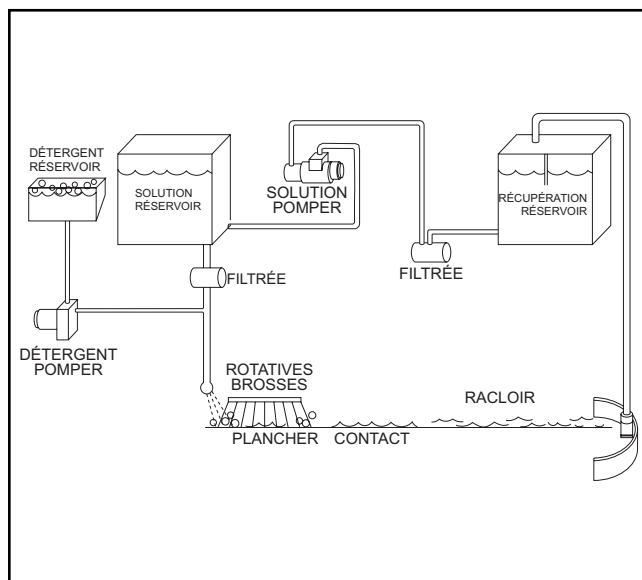 DÉTERGENT
RÉSERVOIR
SOLUTION
RÉSERVOIR
SOLUTION
POMPER
RÉCUPÉRATION
RÉSERVOIR
FILTRÉE
FILTRÉE
DÉTERGENT
POMPER
ROTATIVES
BROSSES
RACLOIR
PLANCHER CONTACT